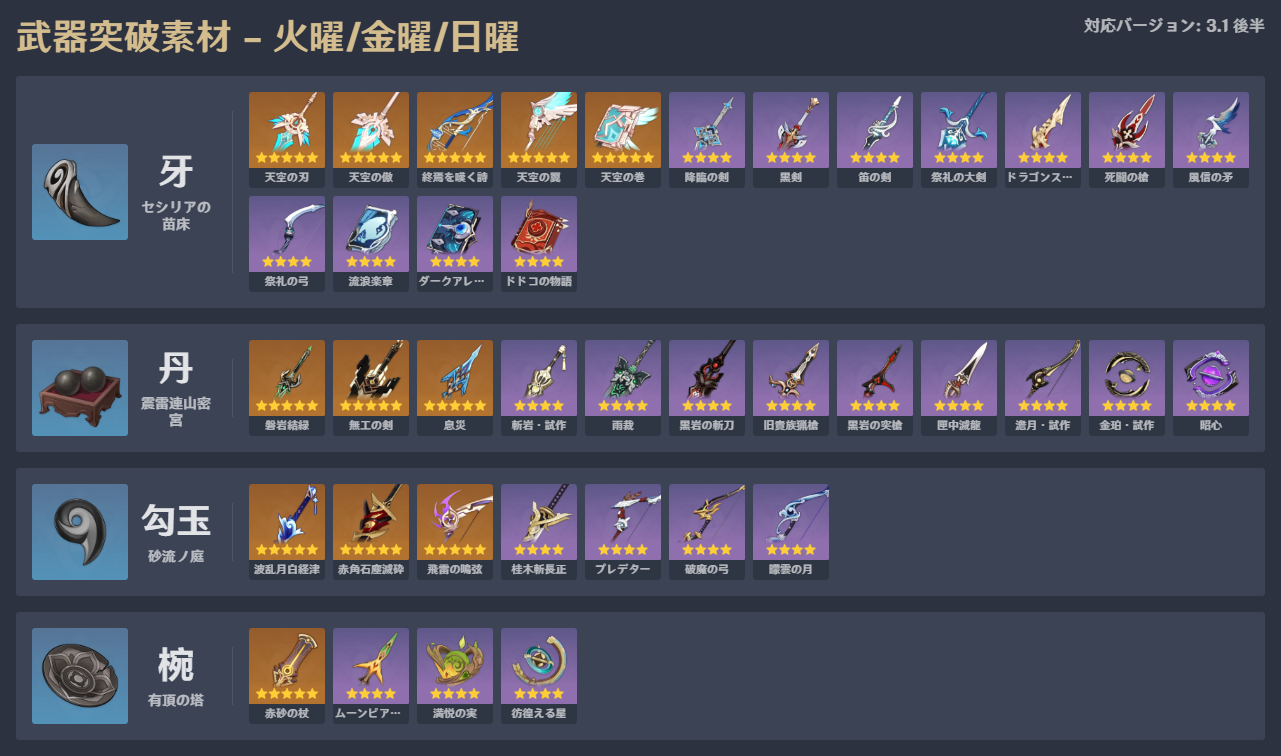 武器突破素材 – 火曜/金曜/日曜
対応バージョン: 3.1 後半
牙
セシリアの
苗床
天空の刃
天空の傲
終焉を嘆く詩
天空の翼
天空の巻
降臨の剣
黒剣
笛の剣
祭礼の大剣
ドラゴンス…
死闘の槍
風信の矛
祭礼の弓
流浪楽章
ダークアレ…
ドドコの物語
丹
震雷連山密
宮
磐岩結緑
無工の剣
息災
斬岩・試作
雨裁
黒岩の斬刀
旧貴族猟槍
黒岩の突槍
匣中滅龍
澹月・試作
金珀・試作
昭心
勾玉
砂流ノ庭
波乱月白経津
赤角石塵滅砕
飛雷の鳴弦
桂木斬長正
プレデター
破魔の弓
曚雲の月
椀
有頂の塔
赤砂の杖
ムーンピア…
満悦の実
彷徨える星